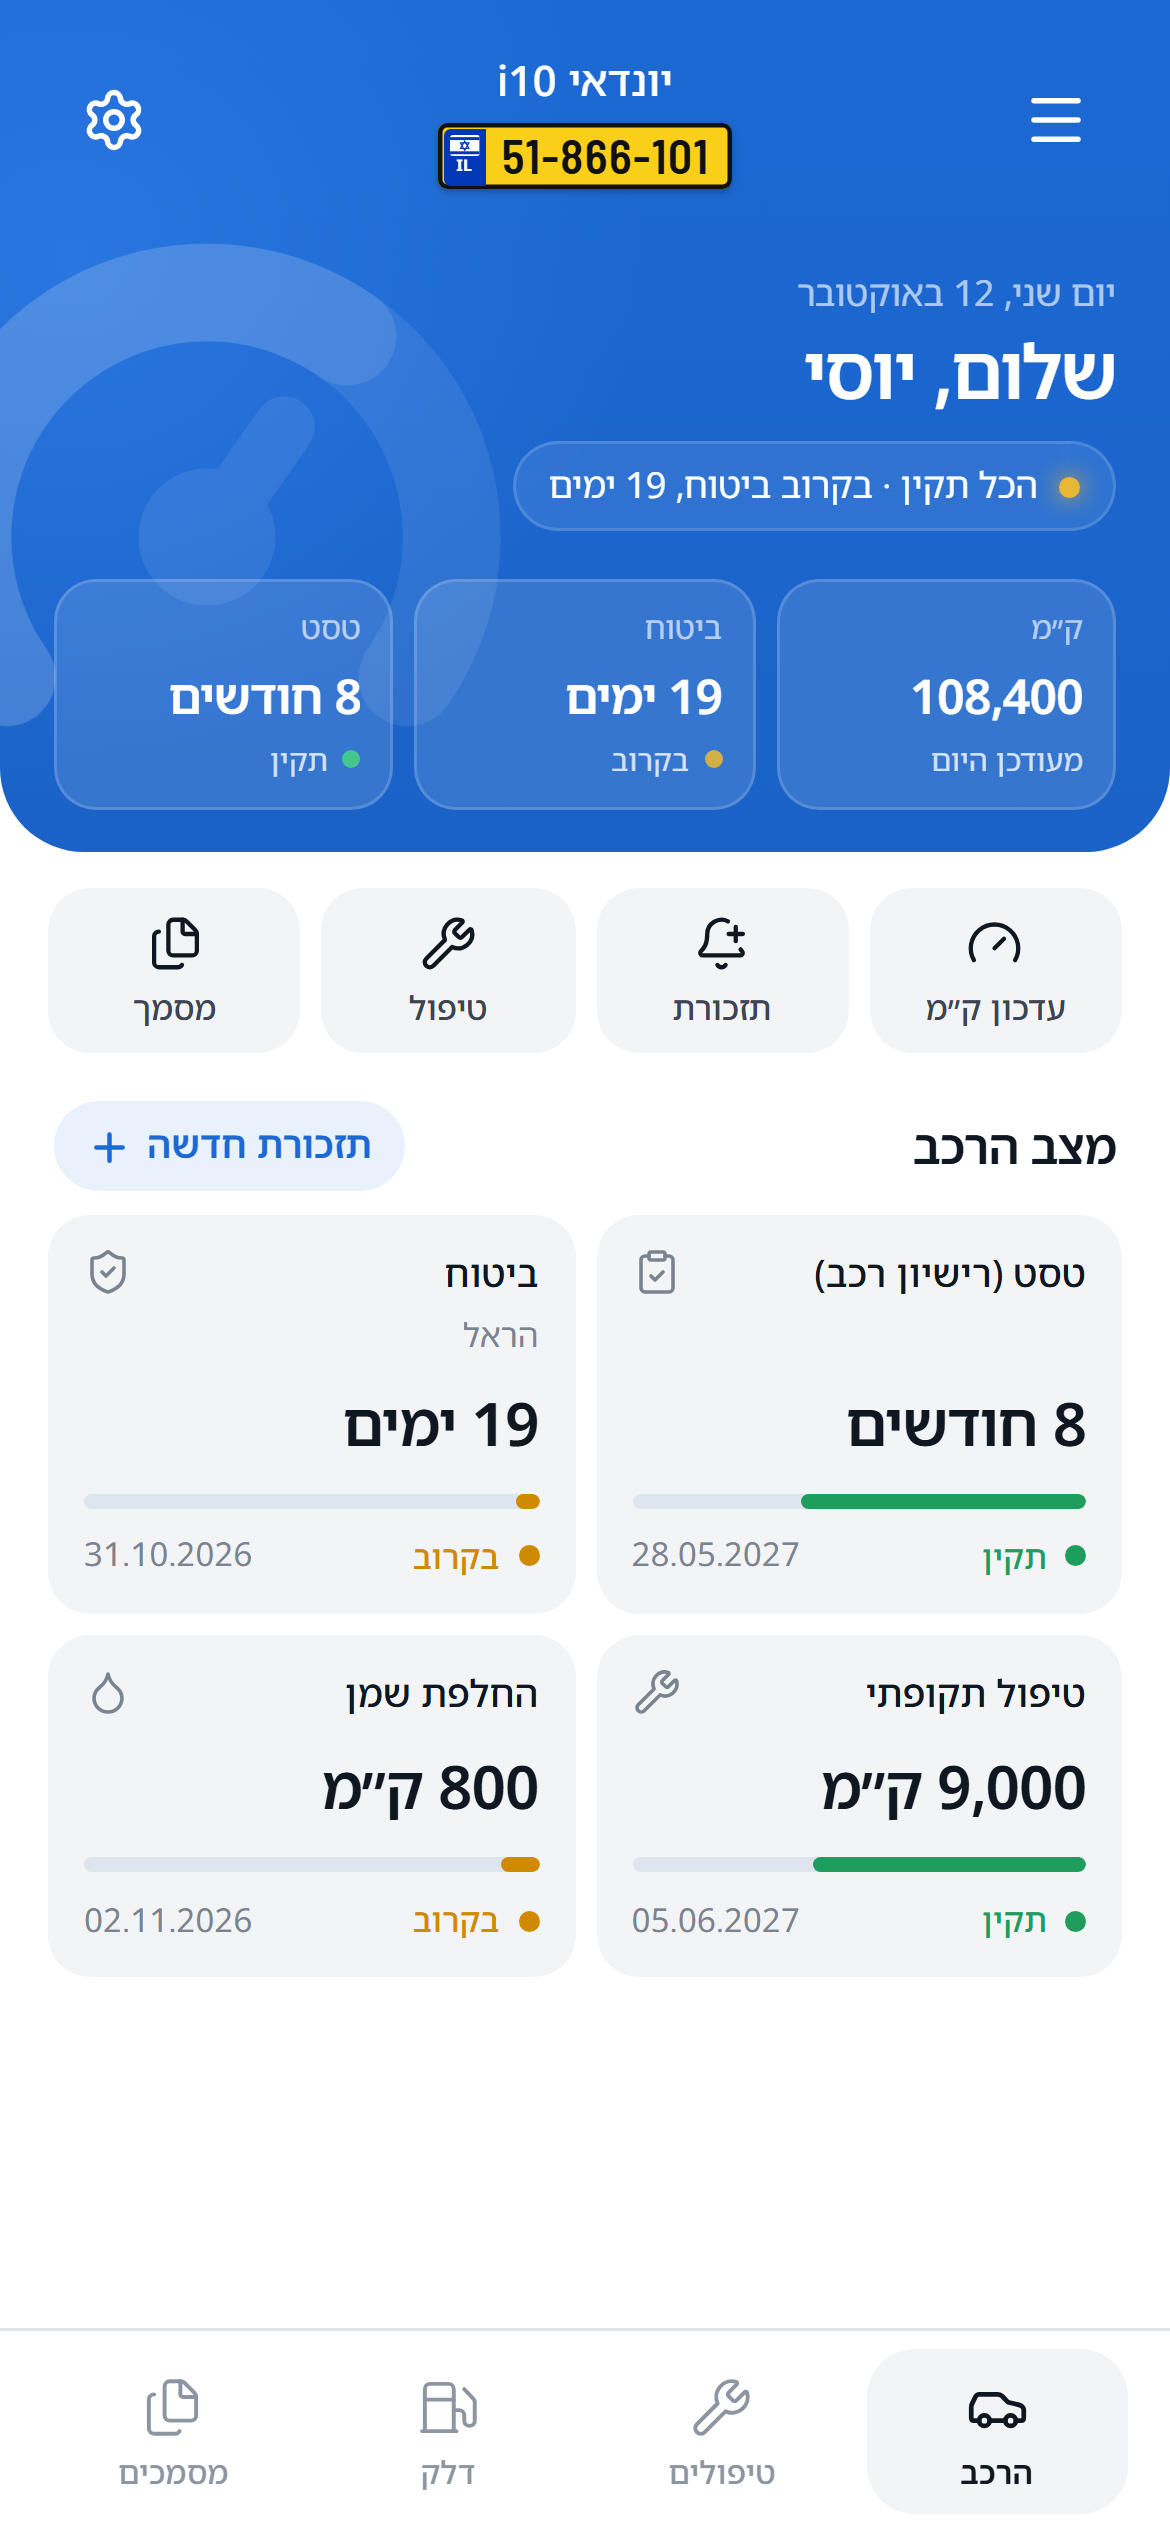 יונדאי i10
IL 51-866-101
יום שני, 12 באוקטובר
שלום, יוסי
הכל תקין · בקרוב ביטוח, 19 ימים
ק״מ
108,400
מעודכן היום
ביטוח
19 ימים
בקרוב
טסט
8 חודשים
תקין
עדכון ק״מ
תזכורת
טיפול
מסמך
מצב הרכב
תזכורת חדשה
טסט (רישיון רכב)
8 חודשים
תקין
28.05.2027
ביטוח
הראל
19 ימים
בקרוב
31.10.2026
טיפול תקופתי
9,000 ק״מ
תקין
05.06.2027
החלפת שמן
800 ק״מ
בקרוב
02.11.2026
הרכב
טיפולים
דלק
מסמכים